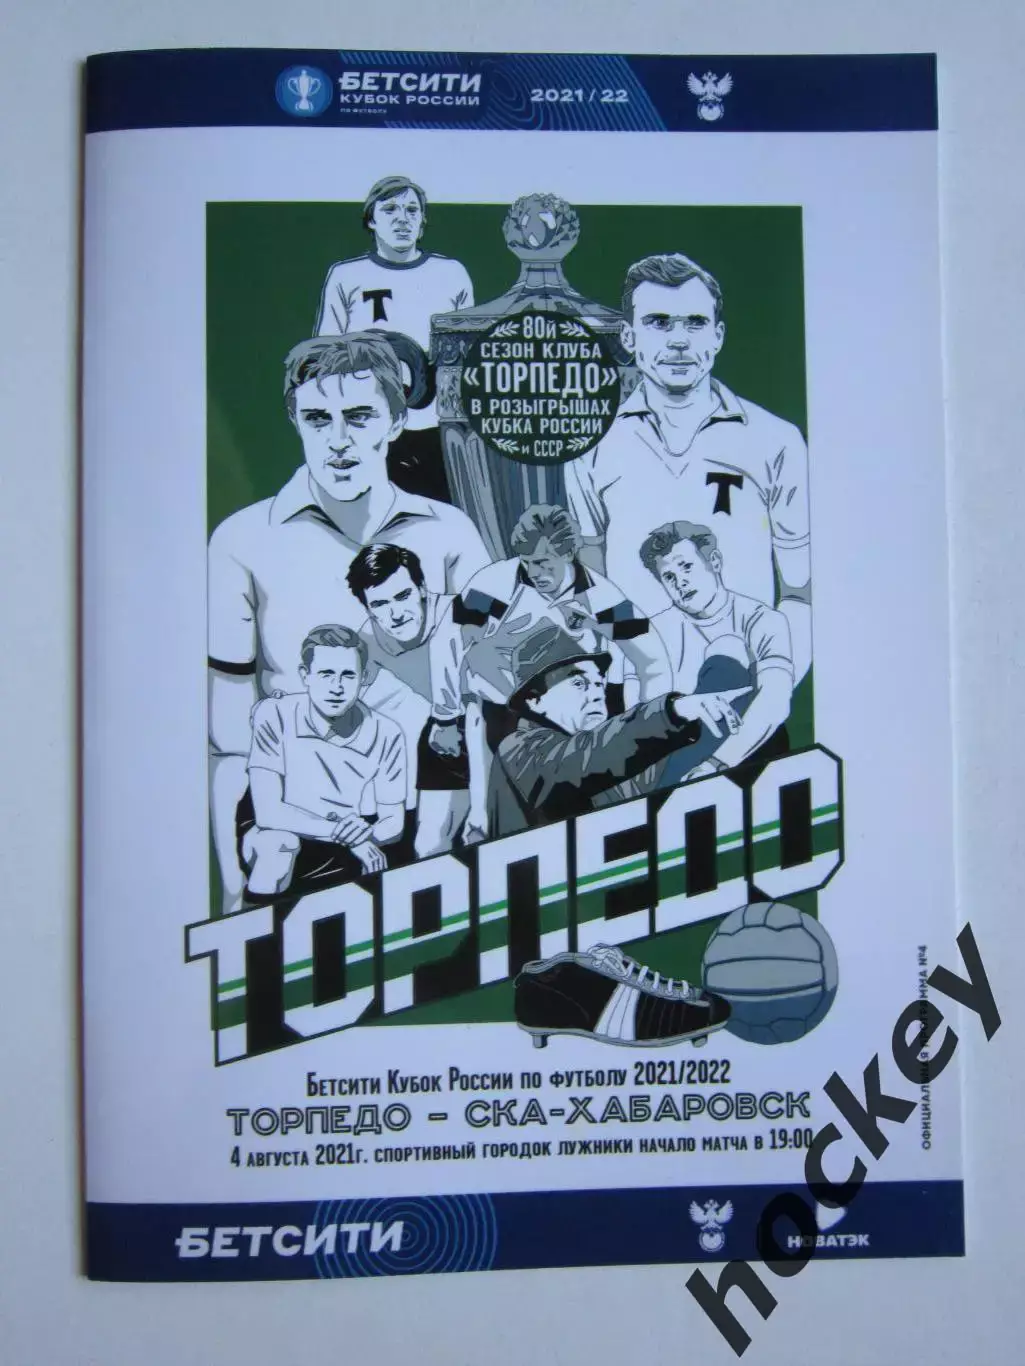 БЕТСИТИ
КУБОК РОССИИ
ПО ФУТБОЛУ
2021/22
Т
80Й
СЕЗОН КЛУБА
«ТОРПЕДО»
В РОЗЫГРЫШАХ
КУБКА РОССИИ
И СССР
Т
ТОРПЕДО
БЕТСИТИ КУБОК РОССИИ ПО ФУТБОЛУ 2021/2022
ТОРПЕДО – СКА-ХАБАРОВСК
4 АВГУСТА 2021г. СПОРТИВНЫЙ ГОРОДОК ЛУЖНИКИ НАЧАЛО МАТЧА В 19:00
ОФИЦИАЛЬНАЯ ПРОГРАММА №4
БЕТСИТИ
НОВАТЭК
hockey